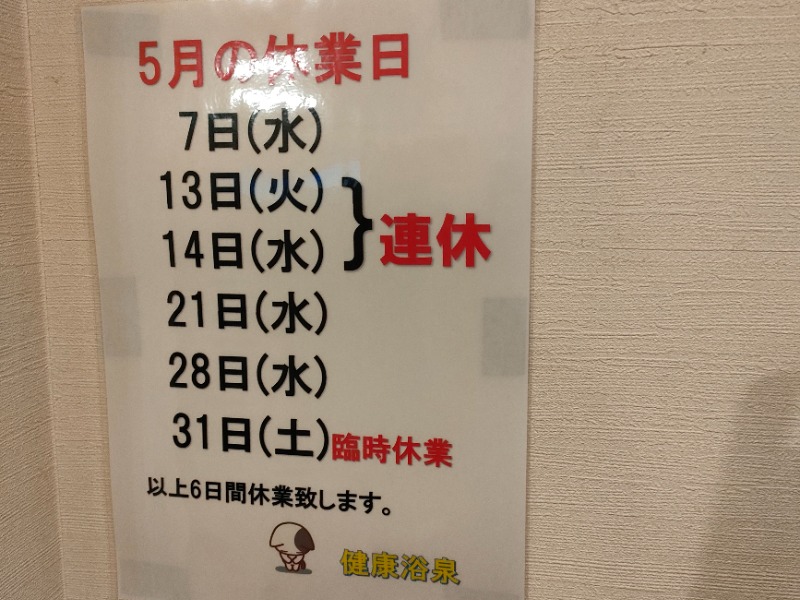 5月の休業日
7日(水)
13日(火)
14日(水)
} 連休
21日(水)
28日(水)
31日(土)臨時休業
以上6日間休業致します。
健康浴泉